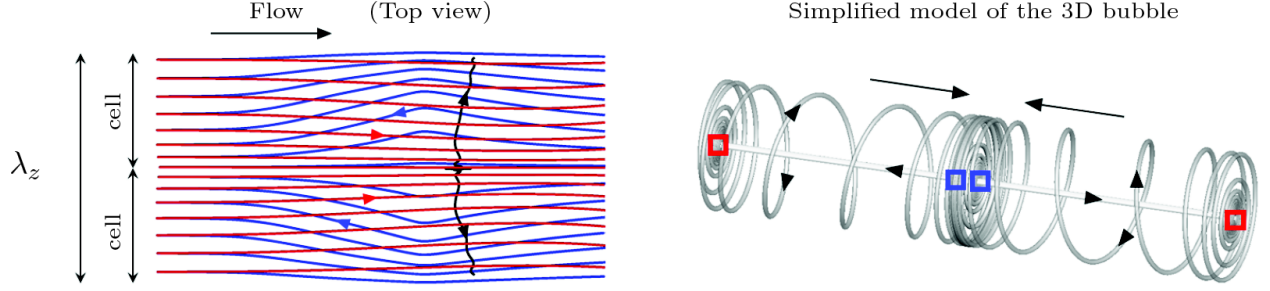 Flow (Top view)
Simplified model of the 3D bubble
cell
λz
cell